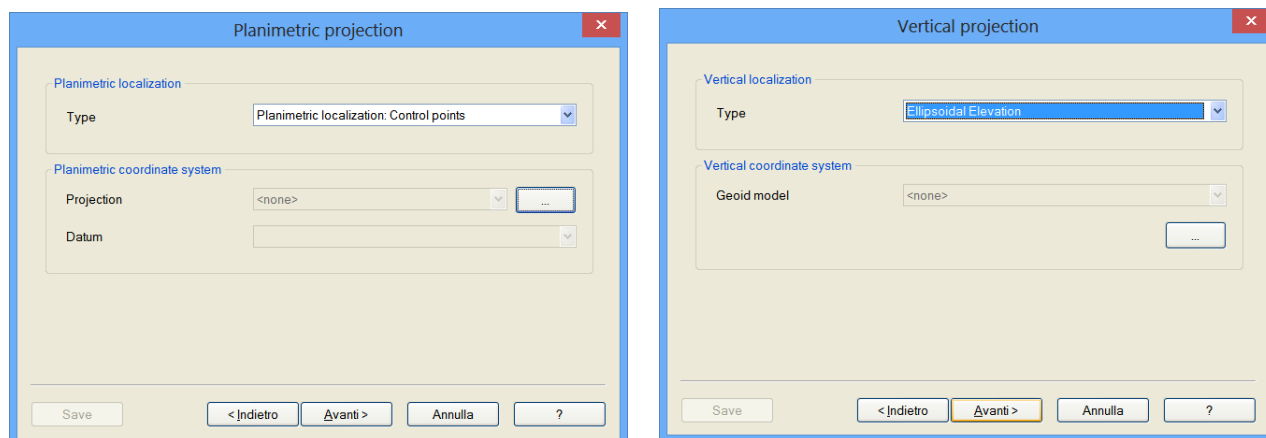 Planimetric projection
Planimetric localization
Type
Planimetric localization: Control points
Planimetric coordinate system
Projection
<none>
...
Datum
Save
< Indietro
Avanti >
Annulla
?
Vertical projection
Vertical localization
Type
Ellipsoidal Elevation
Vertical coordinate system
Geoid model
<none>
...
Save
< Indietro
Avanti >
Annulla
?